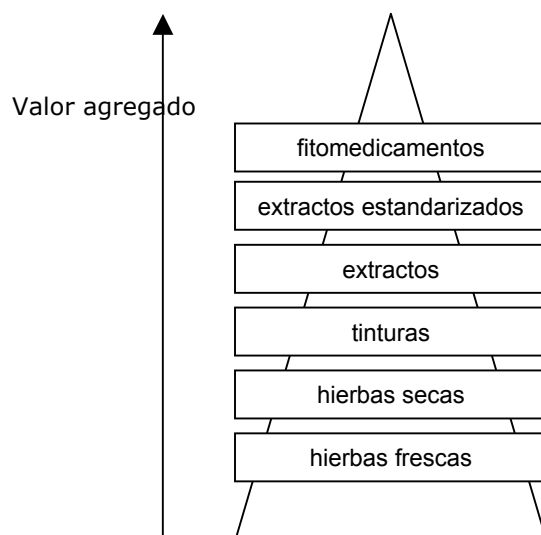 Valor agregado
fitomedicamentos
extractos estandarizados
extractos
tinturas
hierbas secas
hierbas frescas